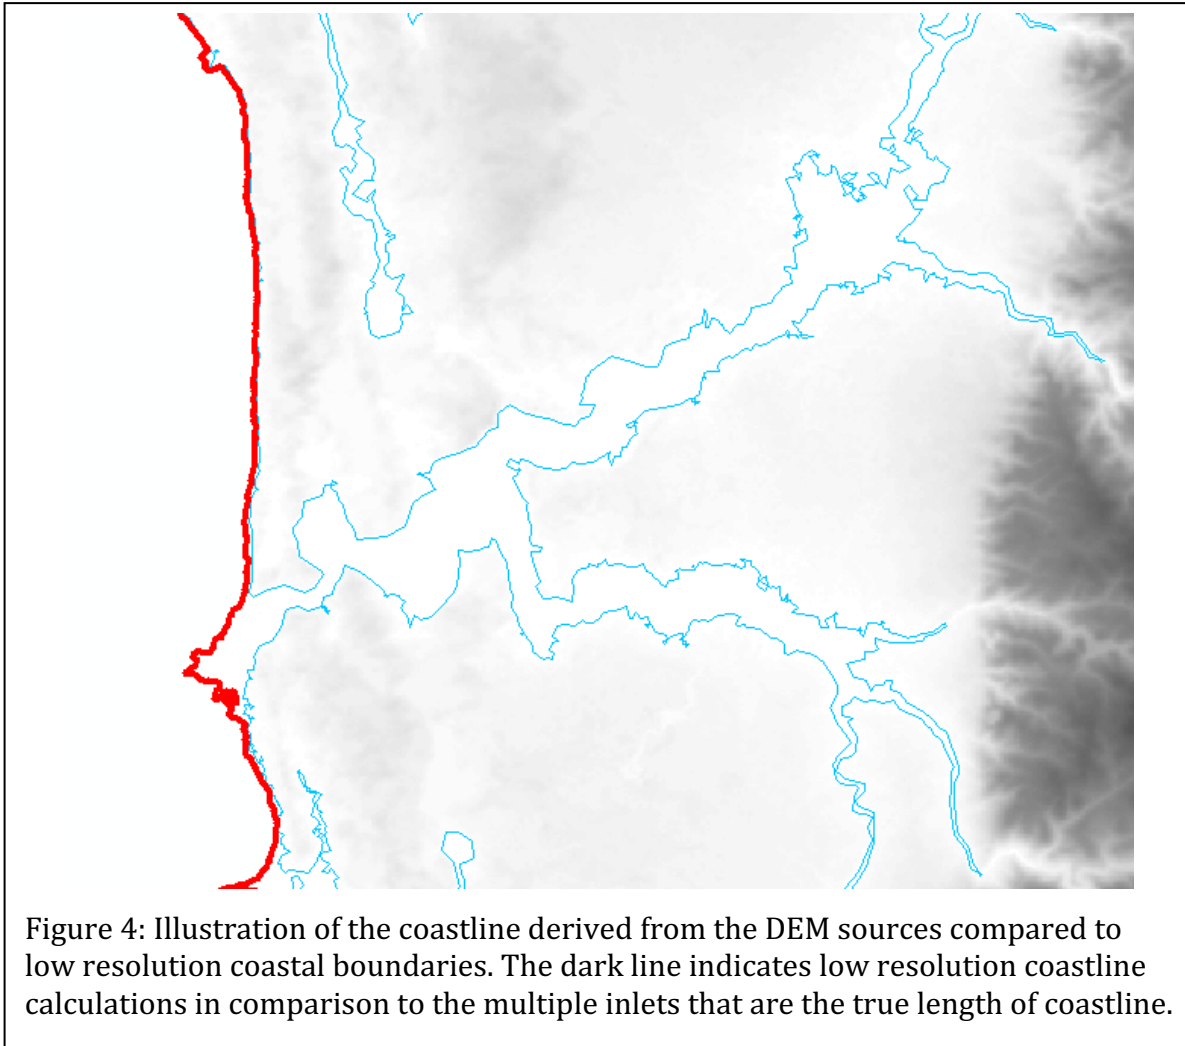 Figure 4: Illustration of the coastline derived from the DEM sources compared to
low resolution coastal boundaries. The dark line indicates low resolution coastline
calculations in comparison to the multiple inlets that are the true length of coastline.